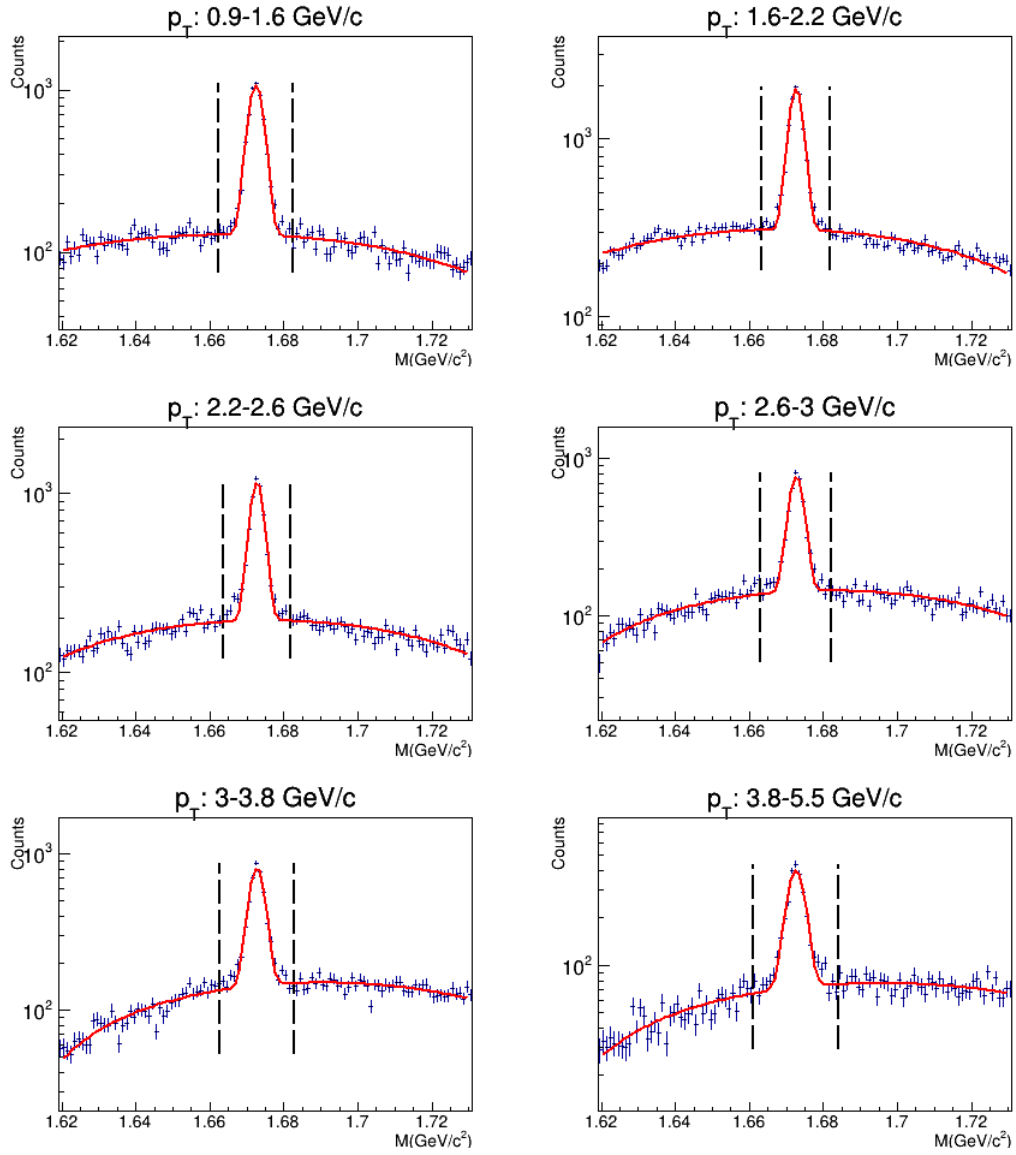 p_T: 0.9-1.6 GeV/c
Counts
10^3
10^2
1.62 1.64 1.66 1.68 1.7 1.72
M(GeV/c^2)
p_T: 1.6-2.2 GeV/c
Counts
10^3
10^2
1.62 1.64 1.66 1.68 1.7 1.72
M(GeV/c^2)
p_T: 2.2-2.6 GeV/c
Counts
10^3
10^2
1.62 1.64 1.66 1.68 1.7 1.72
M(GeV/c^2)
p_T: 2.6-3 GeV/c
Counts
10^3
10^2
1.62 1.64 1.66 1.68 1.7 1.72
M(GeV/c^2)
p_T: 3-3.8 GeV/c
Counts
10^3
10^2
1.62 1.64 1.66 1.68 1.7 1.72
M(GeV/c^2)
p_T: 3.8-5.5 GeV/c
Counts
10^2
1.62 1.64 1.66 1.68 1.7 1.72
M(GeV/c^2)